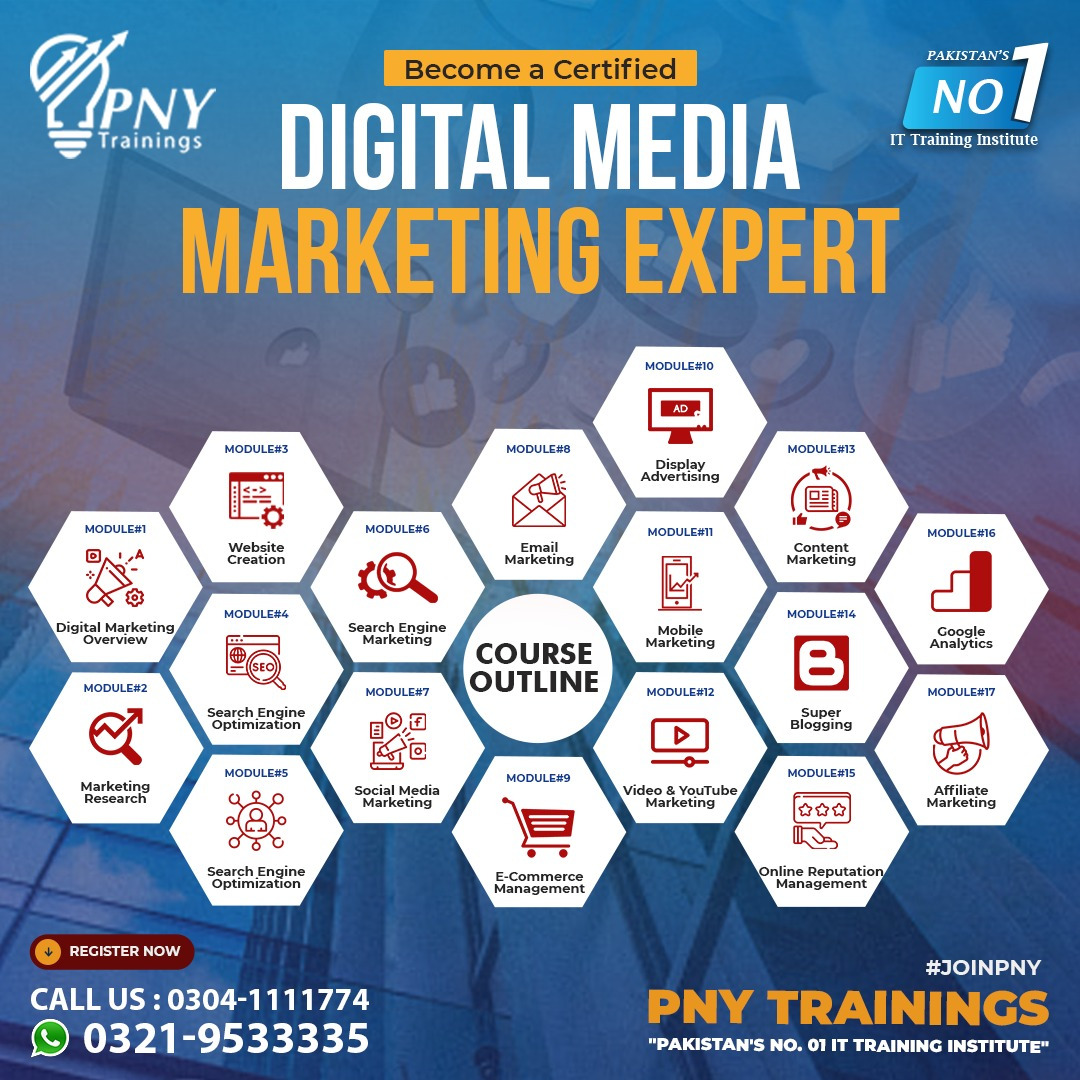 PNY
Trainings
Become a Certified
DIGITAL MEDIA
MARKETING EXPERT
PAKISTAN'S
NO 1
IT Training Institute
MODULE#1
Digital Marketing
Overview
MODULE#2
Marketing
Research
MODULE#3
<->
Website
Creation
MODULE#4
SEO
Search Engine
Optimization
MODULE#5
Search Engine
Optimization
MODULE#6
Search Engine
Marketing
MODULE#7
Social Media
Marketing
MODULE#8
Email
Marketing
COURSE
OUTLINE
MODULE#9
E-Commerce
Management
MODULE#10
AD
Display
Advertising
MODULE#11
Mobile
Marketing
MODULE#12
Video & YouTube
Marketing
MODULE#13
Content
Marketing
MODULE#14
Super
Blogging
MODULE#15
Online Reputation
Management
MODULE#16
Google
Analytics
MODULE#17
Affiliate
Marketing
REGISTER NOW
CALL US : 0304-1111774
0321-9533335
#JOINPNY
PNY TRAININGS
"PAKISTAN'S NO. 01 IT TRAINING INSTITUTE"